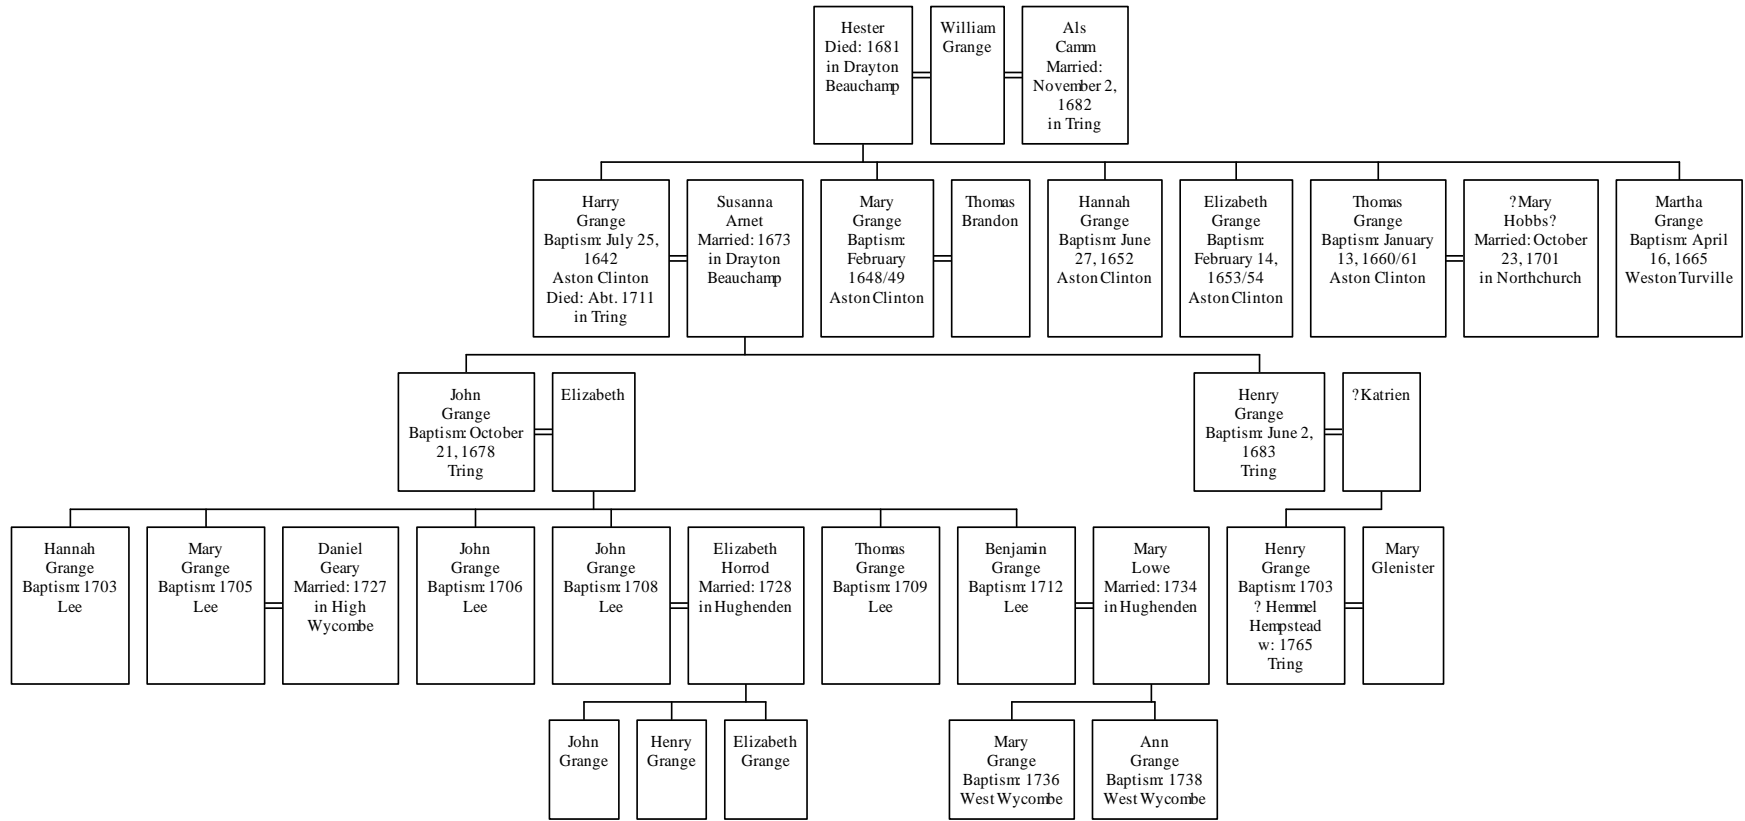 Hester
Died: 1681
in Drayton
Beauchamp
William
Grange
Als
Camm
Married:
November 2,
1682
in Tring
Harry
Grange
Baptism: July 25,
1642
Aston Clinton
Died: Abt. 1711
in Tring
Susanna
Arnet
Married: 1673
in Drayton
Beauchamp
Mary
Grange
Baptism:
February
1648/49
Aston Clinton
Thomas
Brandon
Hannah
Grange
Baptism: June
27, 1652
Aston Clinton
Elizabeth
Grange
Baptism:
February 14,
1653/54
Aston Clinton
Thomas
Grange
Baptism: January
13, 1660/61
Aston Clinton
?Mary
Hobbs?
Married: October
23, 1701
in Northchurch
Martha
Grange
Baptism: April
16, 1665
Weston Turville
John
Grange
Baptism: October
21, 1678
Tring
Elizabeth
Henry
Grange
Baptism: June 2,
1683
Tring
?Katrien
Hannah
Grange
Baptism: 1703
Lee
Mary
Grange
Baptism: 1705
Lee
Daniel
Geary
Married: 1727
in High
Wycombe
John
Grange
Baptism: 1706
Lee
John
Grange
Baptism: 1708
Lee
Elizabeth
Horrod
Married: 1728
in Hughenden
Thomas
Grange
Baptism: 1709
Lee
Benjamin
Grange
Baptism: 1712
Lee
Mary
Lowe
Married: 1734
in Hughenden
Henry
Grange
Baptism: 1703
? Hemmel
Hempstead
w: 1765
Tring
Mary
Glenister
John
Grange
Henry
Grange
Elizabeth
Grange
Mary
Grange
Baptism: 1736
West Wycombe
Ann
Grange
Baptism: 1738
West Wycombe